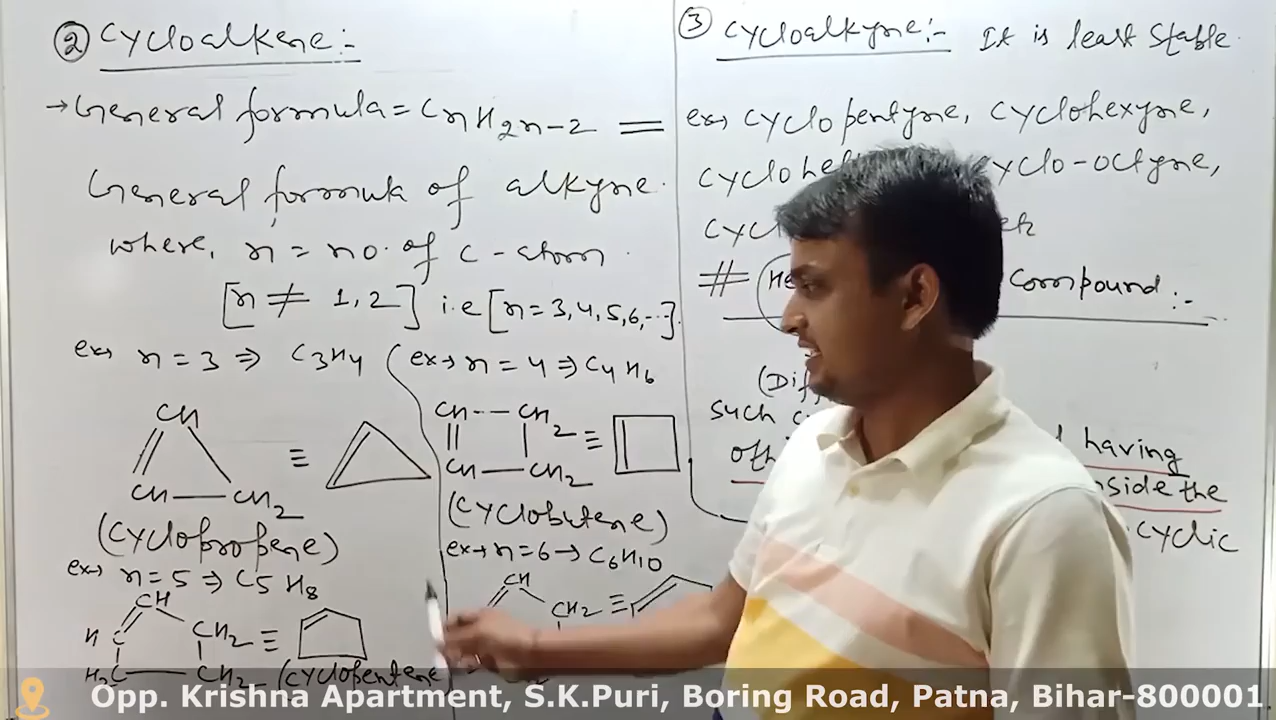 ② Cycloalkene:-
→ General formula = CnH2n-2 =
General formula of alkyne.
where, n = no. of C-atom.
[n ≠ 1, 2] i.e [n = 3, 4, 5, 6, ...].
ex→ n = 3 ⇒ C3H4
CH
CH — CH2
≡
(Cyclopropene)
ex→ n = 4 ⇒ C4H6
CH -- CH2
CH — CH2
≡
(Cyclobutene)
ex→ n = 5 ⇒ C5H8
CH
H C
CH2
H2C — CH2
≡
(Cyclopentene
ex→ n = 6 → C6H10
CH
CH2
≡
③ Cycloalkyne:- It is least Stable.
ex→ Cyclopentyne, Cyclohexyne,
Cyclo-octyne,
# Compound:-
such
having
inside the
cyclic
Opp. Krishna Apartment, S.K.Puri, Boring Road, Patna, Bihar-800001.